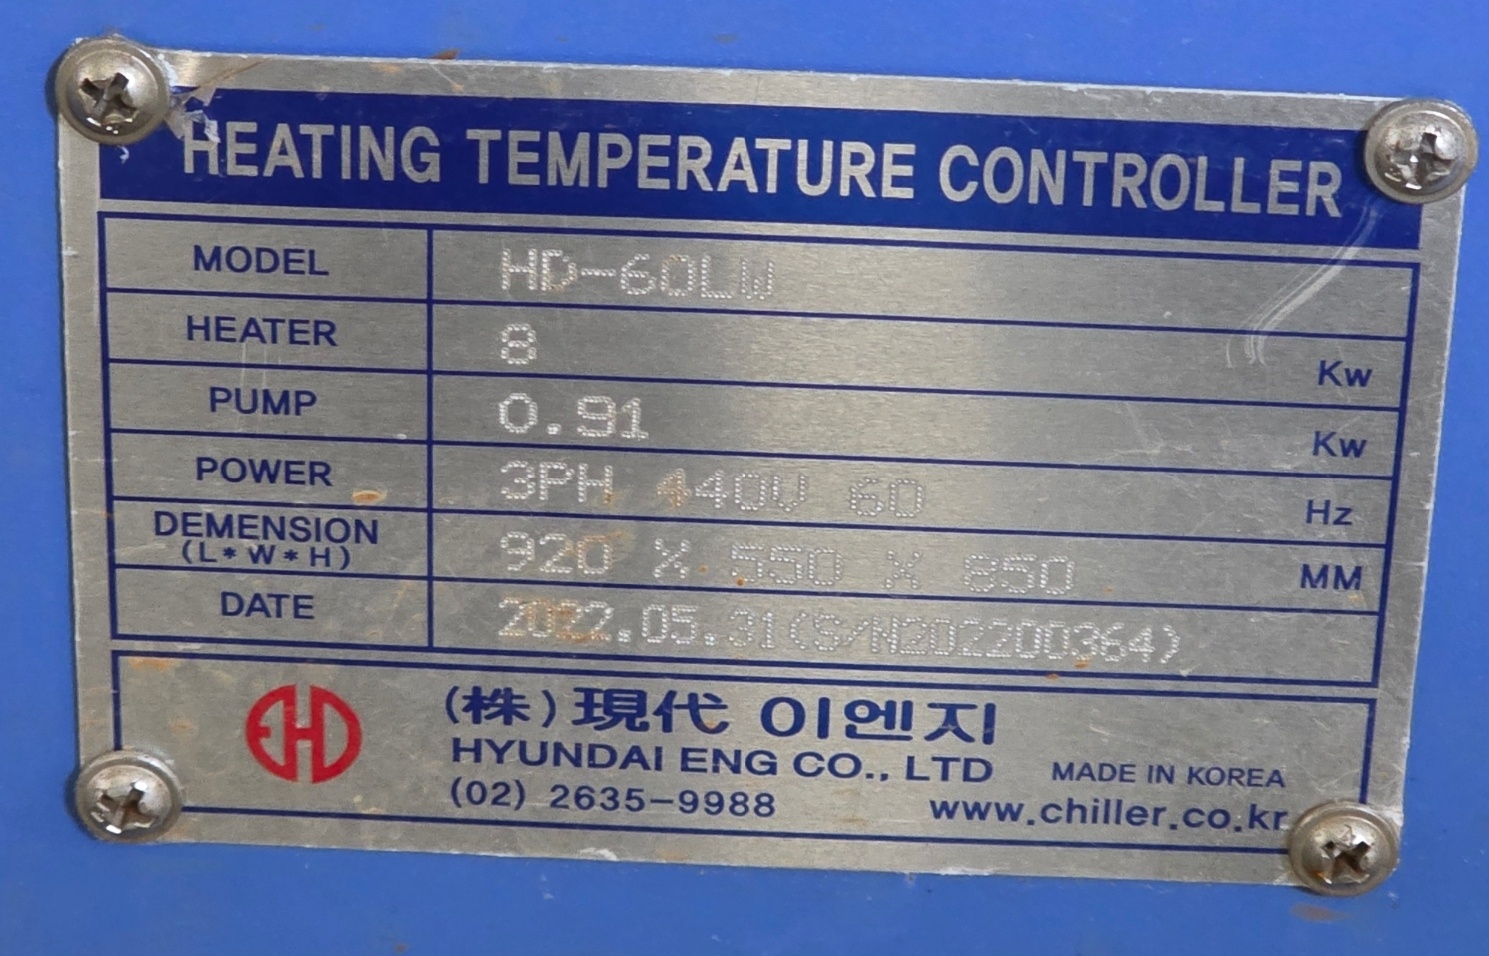 HEATING TEMPERATURE CONTROLLER
MODEL HD-60LW
HEATER 8 Kw
PUMP 0.91 Kw
POWER 3PH 440V 60 Hz
DEMENSION
(L*W*H) 920 X 550 X 850 MM
DATE 2022.05.31(S/N202200364)
EHD
(株)現代 이엔지
HYUNDAI ENG CO., LTD MADE IN KOREA
(02) 2635-9988 www.chiller.co.kr